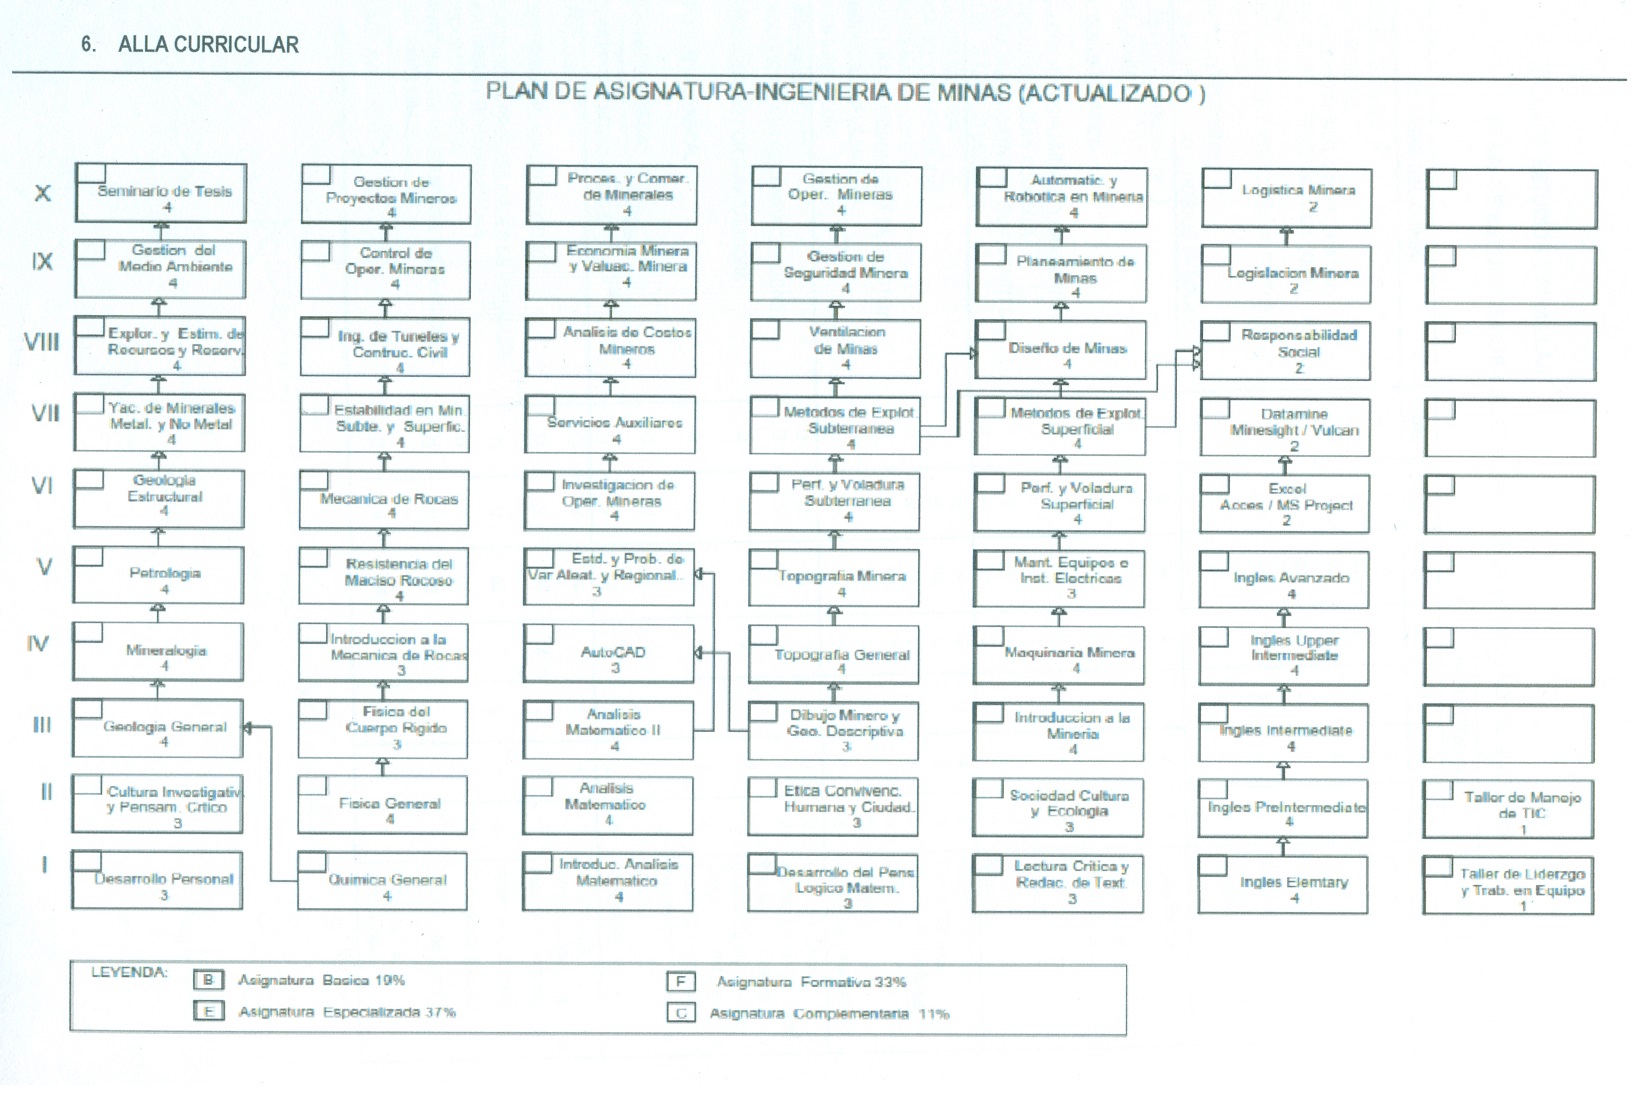 6. ALLA CURRICULAR
PLAN DE ASIGNATURA-INGENIERIA DE MINAS (ACTUALIZADO )
X
Seminario de Tesis
4
Gestion de
Proyectos Mineros
4
Proces. y Comer.
de Minerales
4
Gestion de
Oper. Mineras
4
Automatic. y
Robotica en Mineria
4
Logistica Minera
2
IX
Gestion del
Medio Ambiente
4
Control de
Oper. Mineras
4
Economia Minera
y Valuac. Minera
4
Gestion de
Seguridad Minera
4
Planeamiento de
Minas
4
Legislacion Minera
2
VIII
Explor. y Estim. de
Recursos y Reserv.
4
Ing. de Tuneles y
Contruc. Civil
4
Analisis de Costos
Mineros
4
Ventilacion
de Minas
4
Diseño de Minas
4
Responsabilidad
Social
2
VII
Yac. de Minerales
Metal. y No Metal
4
Estabilidad en Min.
Subte. y Superfic.
4
Servicios Auxiliares
4
Metodos de Explot.
Subterranea
4
Metodos de Explot.
Superficial
4
Datamine
Minesight / Vulcan
2
VI
Geologia
Estructural
4
Mecanica de Rocas
4
Investigacion de
Oper. Mineras
4
Perf. y Voladura
Subterranea
4
Perf. y Voladura
Superficial
4
Excel
Acces / MS Project
2
V
Petrologia
4
Resistencia del
Maciso Rocoso
4
Estd. y Prob. de
Var Aleat. y Regional..
3
Topografia Minera
4
Mant. Equipos e
Inst. Electricas
3
Ingles Avanzado
4
IV
Mineralogia
4
Introduccion a la
Mecanica de Rocas
3
AutoCAD
3
Topografia General
4
Maquinaria Minera
4
Ingles Upper
Intermediate
4
III
Geologia General
4
Fisica del
Cuerpo Rigido
3
Analisis
Matematico II
4
Dibujo Minero y
Geo. Descriptiva
3
Introduccion a la
Mineria
4
Ingles Intermediate
4
II
Cultura Investigativ
y Pensam. Crtico
3
Fisica General
4
Analisis
Matematico
4
Etica Convivenc.
Humana y Ciudad.
3
Sociedad Cultura
y Ecologia
3
Ingles PreIntermediate
4
Taller de Manejo
de TIC
1
I
Desarrollo Personal
3
Quimica General
4
Introduc. Analisis
Matematico
4
Desarrollo del Pens.
Logico Matem.
3
Lectura Critica y
Redac. de Text.
3
Ingles Elemtary
4
Taller de Liderzgo
y Trab. en Equipo
1
LEYENDA:
B Asignatura Basica 19%
F Asignatura Formativa 33%
E Asignatura Especializada 37%
C Asignatura Complementaria 11%